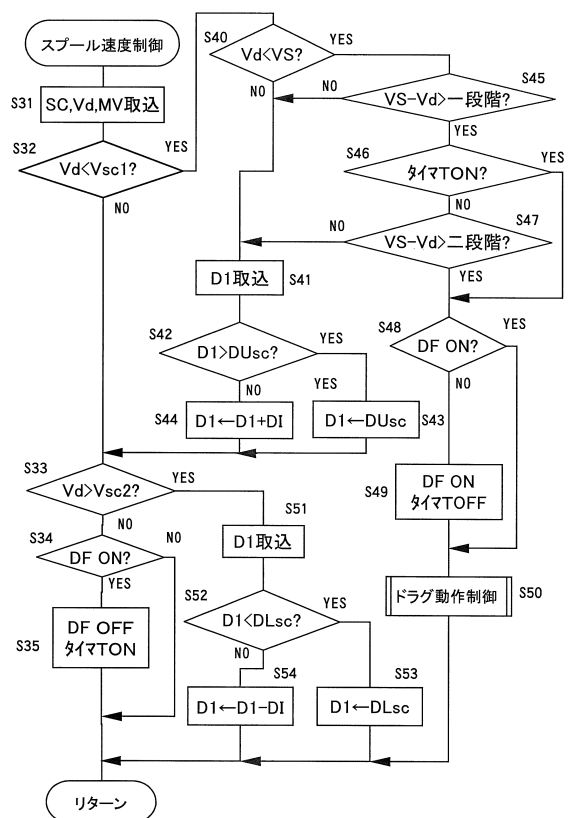 スプール速度制御
S31
SC,Vd,MV取込
S32
Vd<Vsc1?
YES
NO
S40
Vd<VS?
YES
NO
S45
VS-Vd>一段階?
NO
YES
S46
タイマTON?
YES
NO
S47
VS-Vd>二段階?
NO
YES
D1取込
S41
S42
D1>DUsc?
YES
NO
YES
S44
D1←D1+DI
D1←DUsc
S43
S48
DF ON?
YES
NO
S49
DF ON
タイマTOFF
ドラグ動作制御
S50
S33
Vd>Vsc2?
YES
NO
S34
DF ON?
NO
YES
S35
DF OFF
タイマTON
S51
D1取込
S52
D1<DLsc?
YES
NO
S54
D1←D1-DI
S53
D1←DLsc
リターン